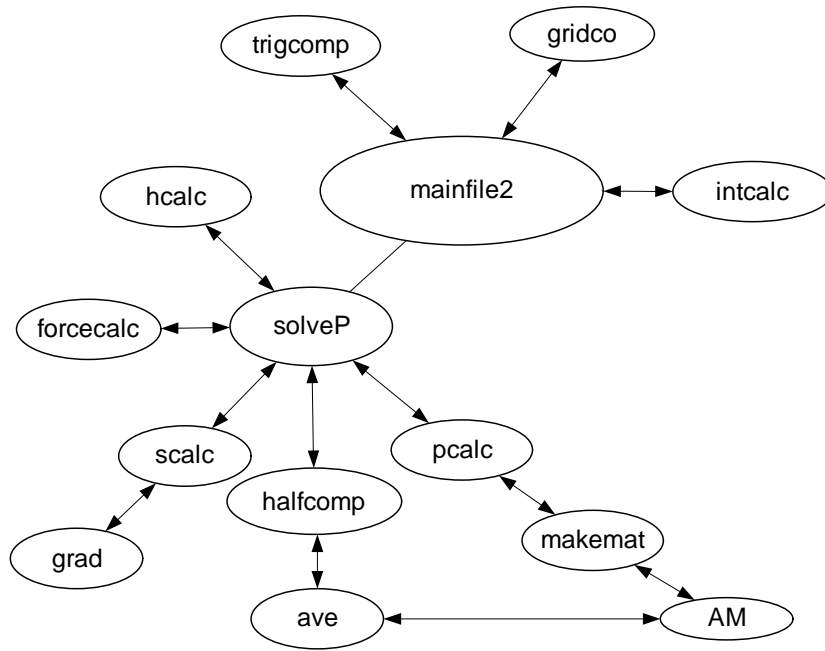 trigcomp
gridco
mainfile2
intcalc
hcalc
solveP
forcecalc
scalc
pcalc
halfcomp
makemat
grad
ave
AM